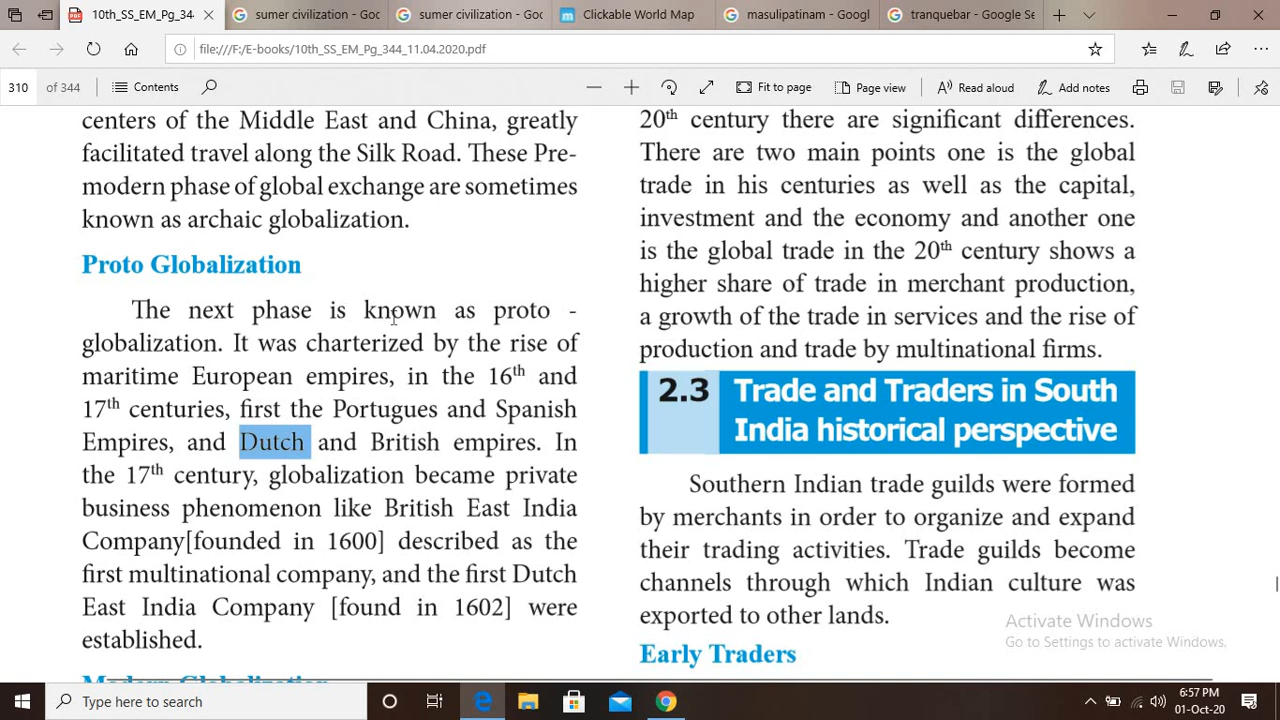 10th_SS_EM_Pg_344
sumer civilization - Goo
sumer civilization - Goo
Clickable World Map
masulipatinam - Googl
tranquebar - Google Se
file:///F:/E-books/10th_SS_EM_Pg_344_11.04.2020.pdf
310 of 344
Contents
Fit to page
Page view
Read aloud
Add notes
centers of the Middle East and China, greatly
facilitated travel along the Silk Road. These Pre-
modern phase of global exchange are sometimes
known as archaic globalization.
Proto Globalization
The next phase is known as proto -
globalization. It was charterized by the rise of
maritime European empires, in the 16th and
17th centuries, first the Portugues and Spanish
Empires, and Dutch and British empires. In
the 17th century, globalization became private
business phenomenon like British East India
Company[founded in 1600] described as the
first multinational company, and the first Dutch
East India Company [found in 1602] were
established.
Modern Globalization
20th century there are significant differences.
There are two main points one is the global
trade in his centuries as well as the capital,
investment and the economy and another one
is the global trade in the 20th century shows a
higher share of trade in merchant production,
a growth of the trade in services and the rise of
production and trade by multinational firms.
2.3 Trade and Traders in South
India historical perspective
Southern Indian trade guilds were formed
by merchants in order to organize and expand
their trading activities. Trade guilds become
channels through which Indian culture was
exported to other lands.
Early Traders
Activate Windows
Go to Settings to activate Windows.
Type here to search
6:57 PM
01-Oct-20